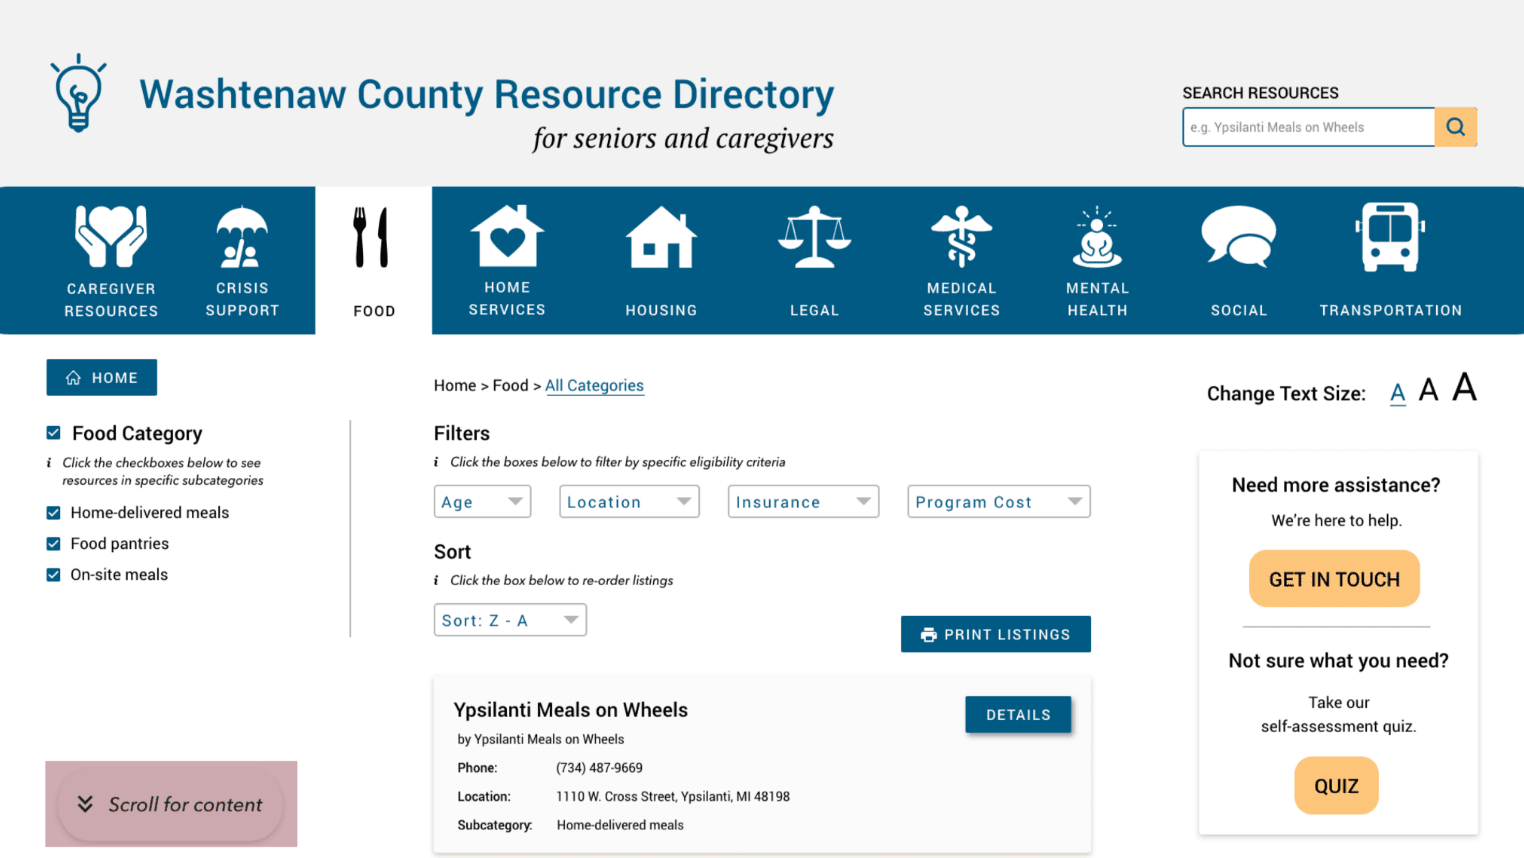 Washtenaw County Resource Directory
for seniors and caregivers
SEARCH RESOURCES
e.g. Ypsilanti Meals on Wheels
CAREGIVER
RESOURCES
CRISIS
SUPPORT
FOOD
HOME
SERVICES
HOUSING
LEGAL
MEDICAL
SERVICES
MENTAL
HEALTH
SOCIAL
TRANSPORTATION
HOME
Food Category
i Click the checkboxes below to see
resources in specific subcategories
Home-delivered meals
Food pantries
On-site meals
Scroll for content
Home > Food > All Categories
Filters
i Click the boxes below to filter by specific eligibility criteria
Age
Location
Insurance
Program Cost
Sort
i Click the box below to re-order listings
Sort: Z - A
PRINT LISTINGS
Ypsilanti Meals on Wheels
DETAILS
by Ypsilanti Meals on Wheels
Phone: (734) 487-9669
Location: 1110 W. Cross Street, Ypsilanti, MI 48198
Subcategory: Home-delivered meals
Change Text Size: A A A
Need more assistance?
We're here to help.
GET IN TOUCH
Not sure what you need?
Take our
self-assessment quiz.
QUIZ